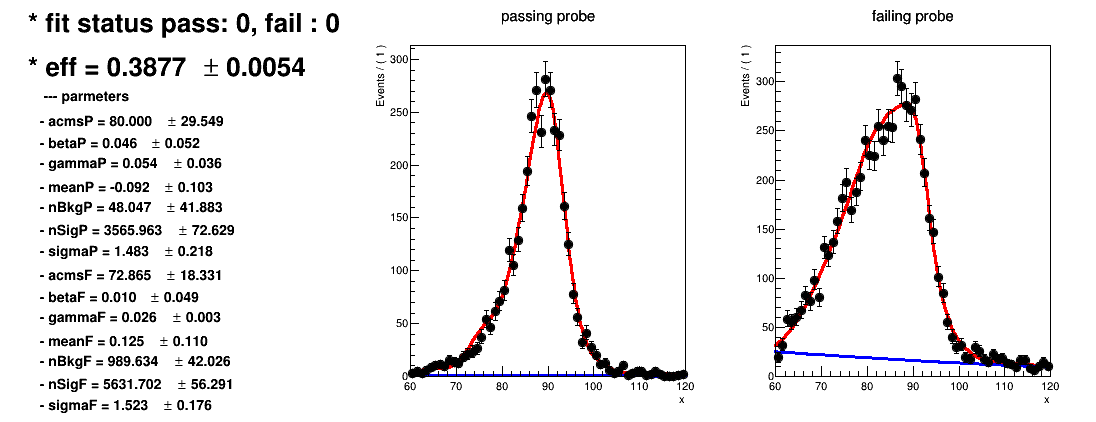 * fit status pass: 0, fail : 0
* eff = 0.3877 ± 0.0054
--- parmeters
- acmsP = 80.000 ± 29.549
- betaP = 0.046 ± 0.052
- gammaP = 0.054 ± 0.036
- meanP = -0.092 ± 0.103
- nBkgP = 48.047 ± 41.883
- nSigP = 3565.963 ± 72.629
- sigmaP = 1.483 ± 0.218
- acmsF = 72.865 ± 18.331
- betaF = 0.010 ± 0.049
- gammaF = 0.026 ± 0.003
- meanF = 0.125 ± 0.110
- nBkgF = 989.634 ± 42.026
- nSigF = 5631.702 ± 56.291
- sigmaF = 1.523 ± 0.176
passing probe
Events / ( 1 )
300
250
200
150
100
50
0
60 70 80 90 100 110 120
x
failing probe
Events / ( 1 )
300
250
200
150
100
50
0
60 70 80 90 100 110 120
x